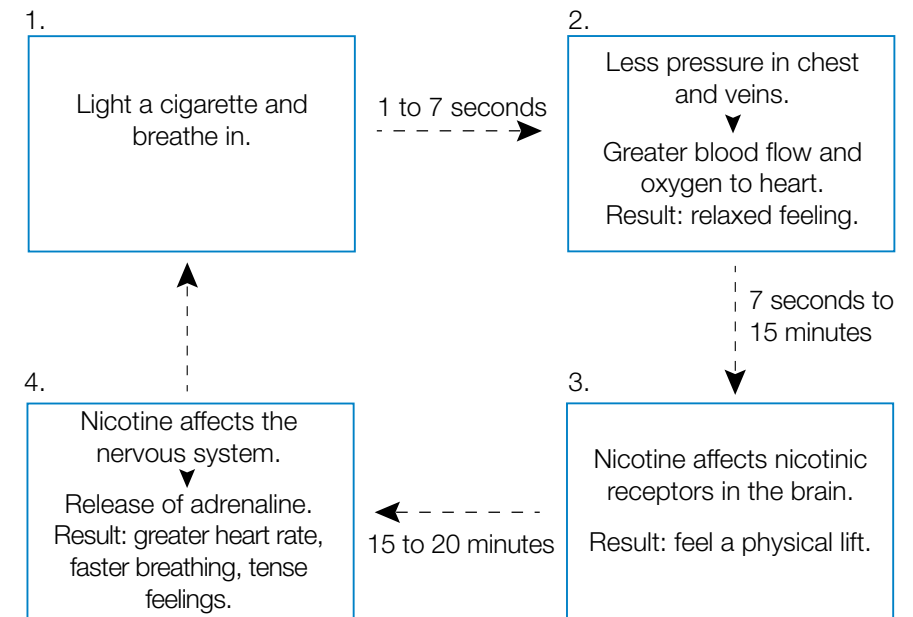 1.
Light a cigarette and
breathe in.
1 to 7 seconds
2.
Less pressure in chest
and veins.
Greater blood flow and
oxygen to heart.
Result: relaxed feeling.
7 seconds to
15 minutes
3.
Nicotine affects nicotinic
receptors in the brain.
Result: feel a physical lift.
15 to 20 minutes
4.
Nicotine affects the
nervous system.
Release of adrenaline.
Result: greater heart rate,
faster breathing, tense
feelings.